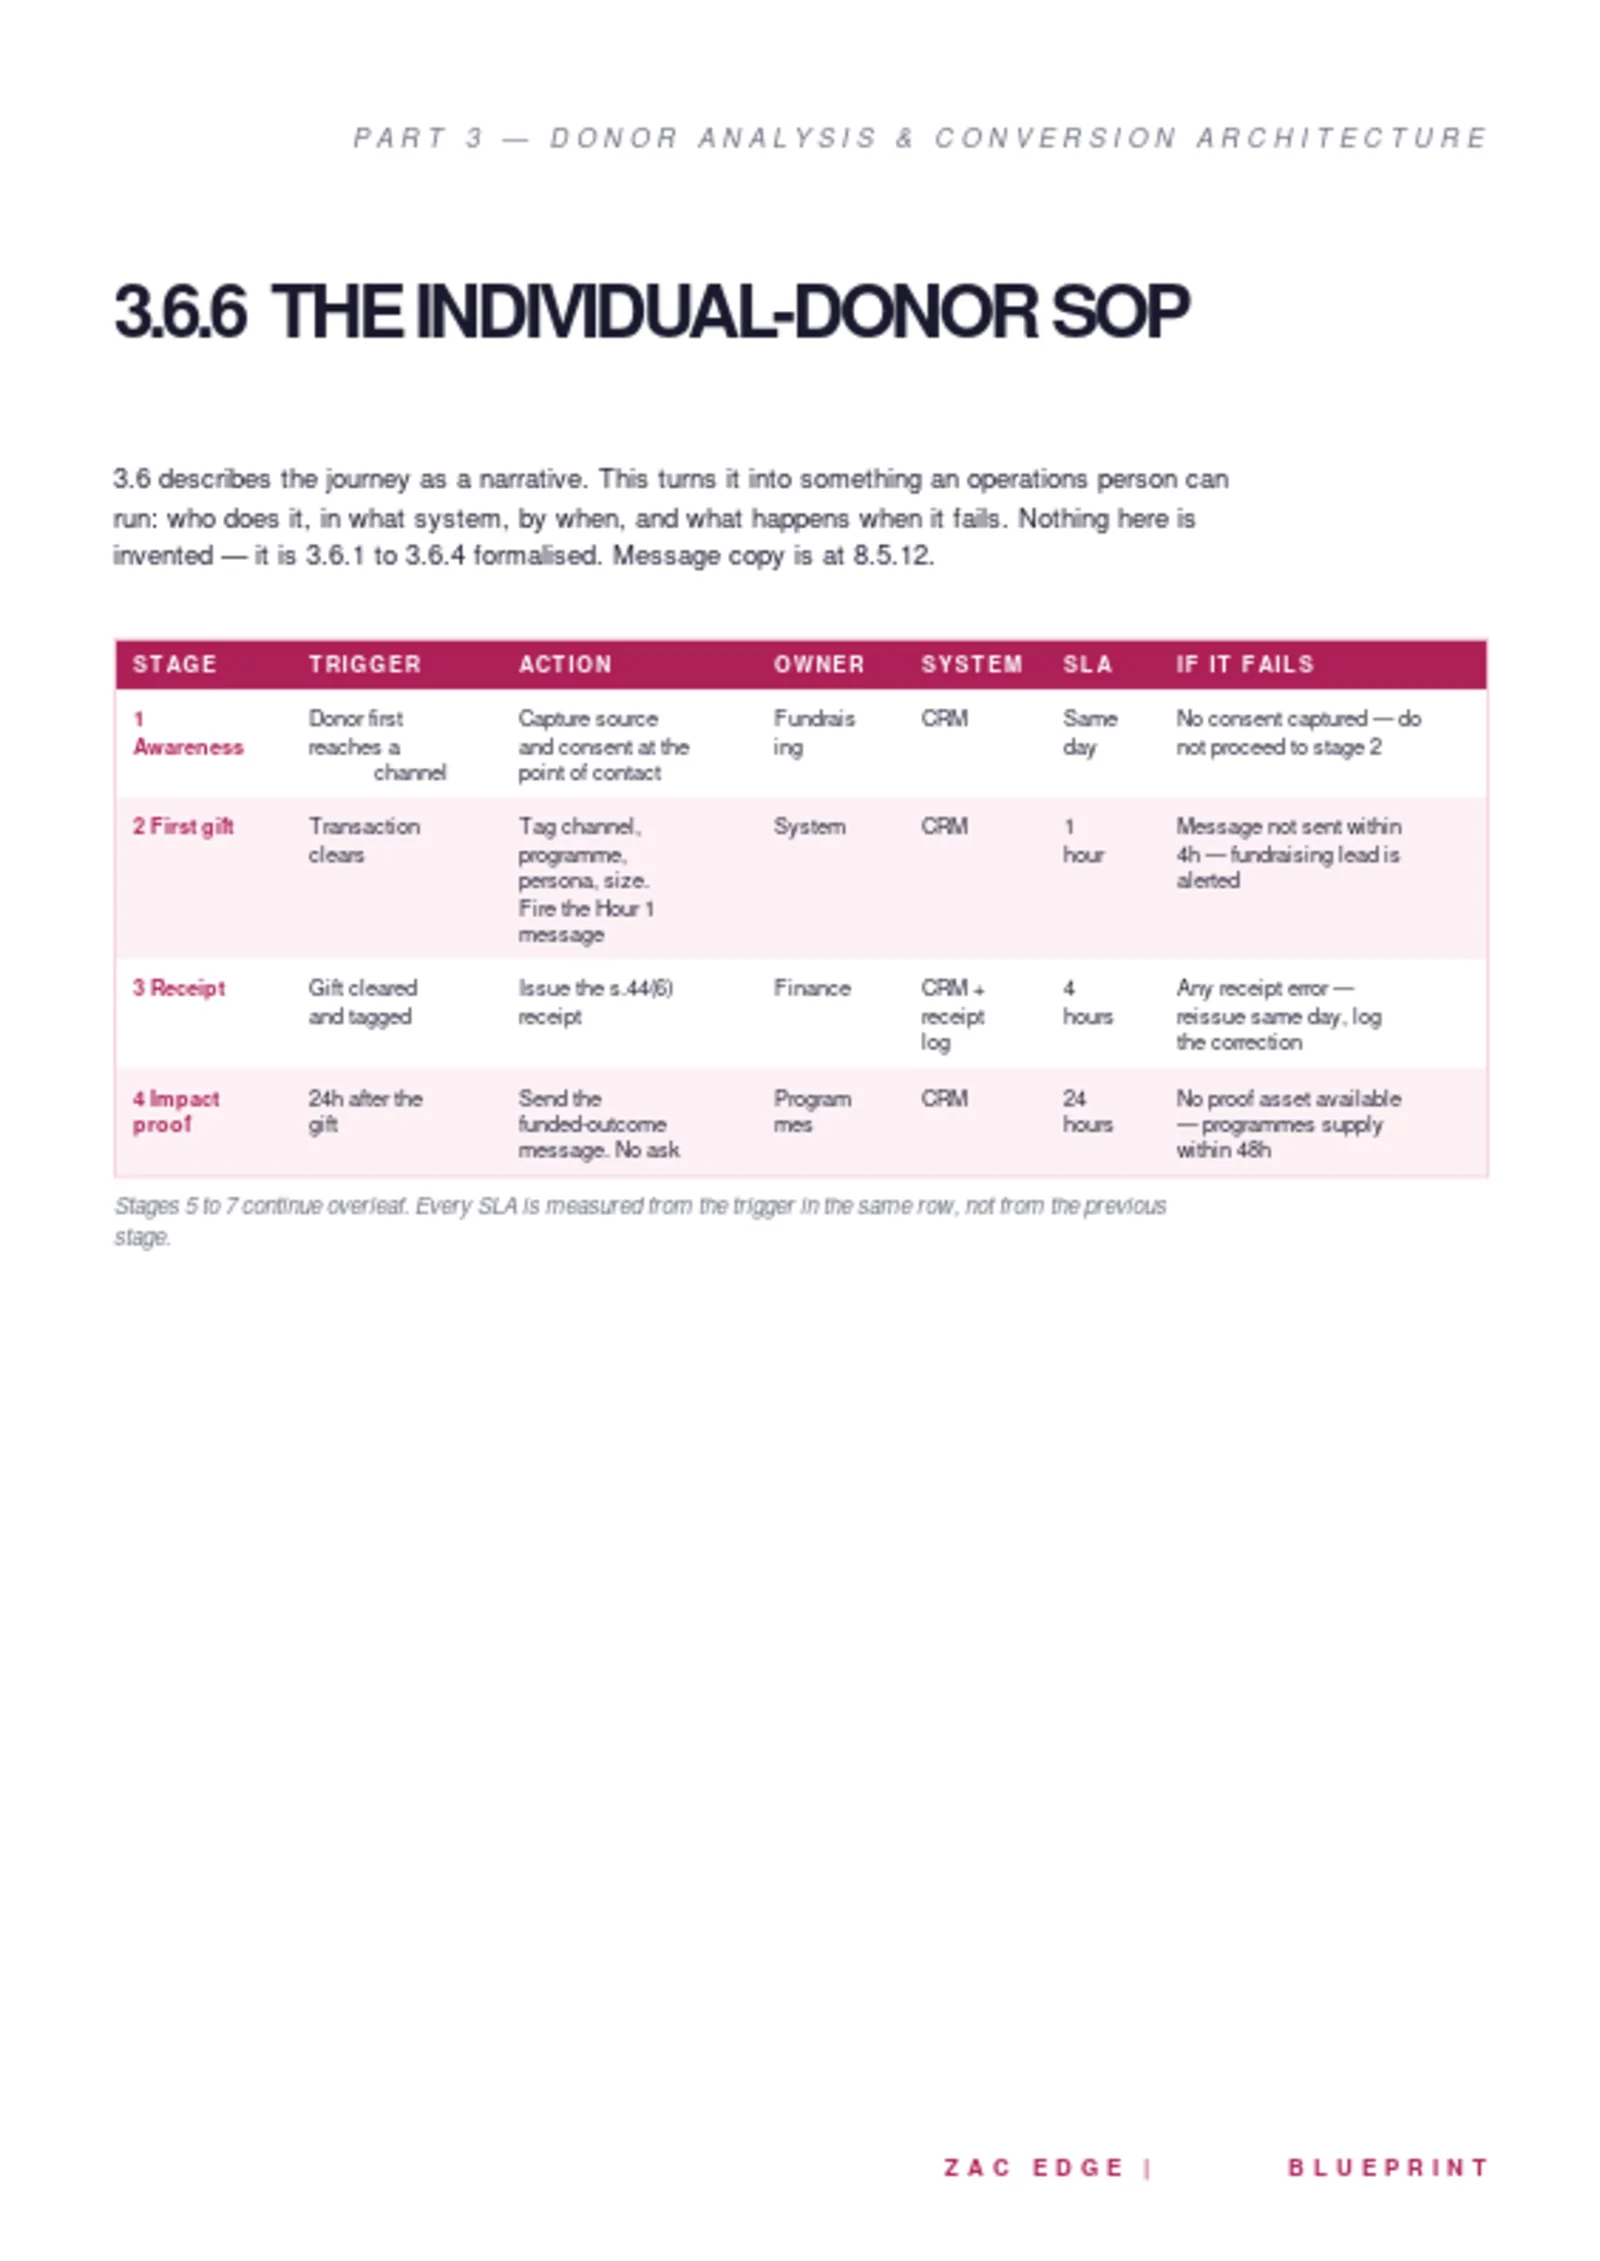 PART 3 — DONOR ANALYSIS & CONVERSION ARCHITECTURE
3.6.6 THE INDIVIDUAL-DONOR SOP
3.6 describes the journey as a narrative. This turns it into something an operations person can
run: who does it, in what system, by when, and what happens when it fails. Nothing here is
invented — it is 3.6.1 to 3.6.4 formalised. Message copy is at 8.5.12.
STAGE TRIGGER ACTION OWNER SYSTEM SLA IF IT FAILS
1 Donor first Capture source Fundrais CRM Same No consent captured — do
Awareness reaches a and consent at the ing day not proceed to stage 2
channel point of contact
2 First gift Transaction Tag channel, System CRM 1 Message not sent within
clears programme, hour 4h — fundraising lead is
persona, size. alerted
Fire the Hour 1
message
3 Receipt Gift cleared Issue the s.44(6) Finance CRM + 4 Any receipt error —
and tagged receipt receipt hours reissue same day, log
log the correction
4 Impact 24h after the Send the Program CRM 24 No proof asset available
proof gift funded-outcome mes hours — programmes supply
message. No ask within 48h
Stages 5 to 7 continue overleaf. Every SLA is measured from the trigger in the same row, not from the previous
stage.
ZAC EDGE | BLUEPRINT